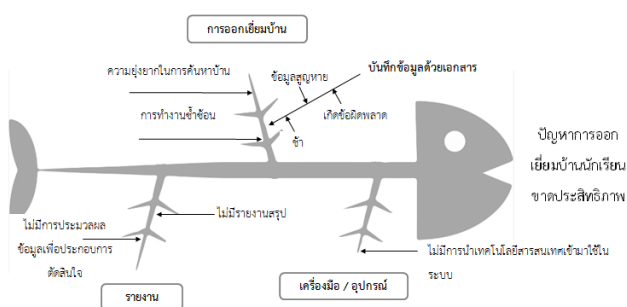 การออกเยี่ยมบ้าน
ความยุ่งยากในการค้นหาบ้าน
ข้อมูลสูญหาย
บันทึกข้อมูลด้วยเอกสาร
การทำงานซ้ำซ้อน
เกิดข้อผิดพลาด
ช้า
ปัญหาการออก
เยี่ยมบ้านนักเรียน
ขาดประสิทธิภาพ
ไม่มีรายงานสรุป
ไม่มีการประมวลผล
ข้อมูลเพื่อประกอบการ
ตัดสินใจ
ไม่มีการนำเทคโนโลยีสารสนเทศเข้ามาใช้ใน
ระบบ
รายงาน
เครื่องมือ / อุปกรณ์